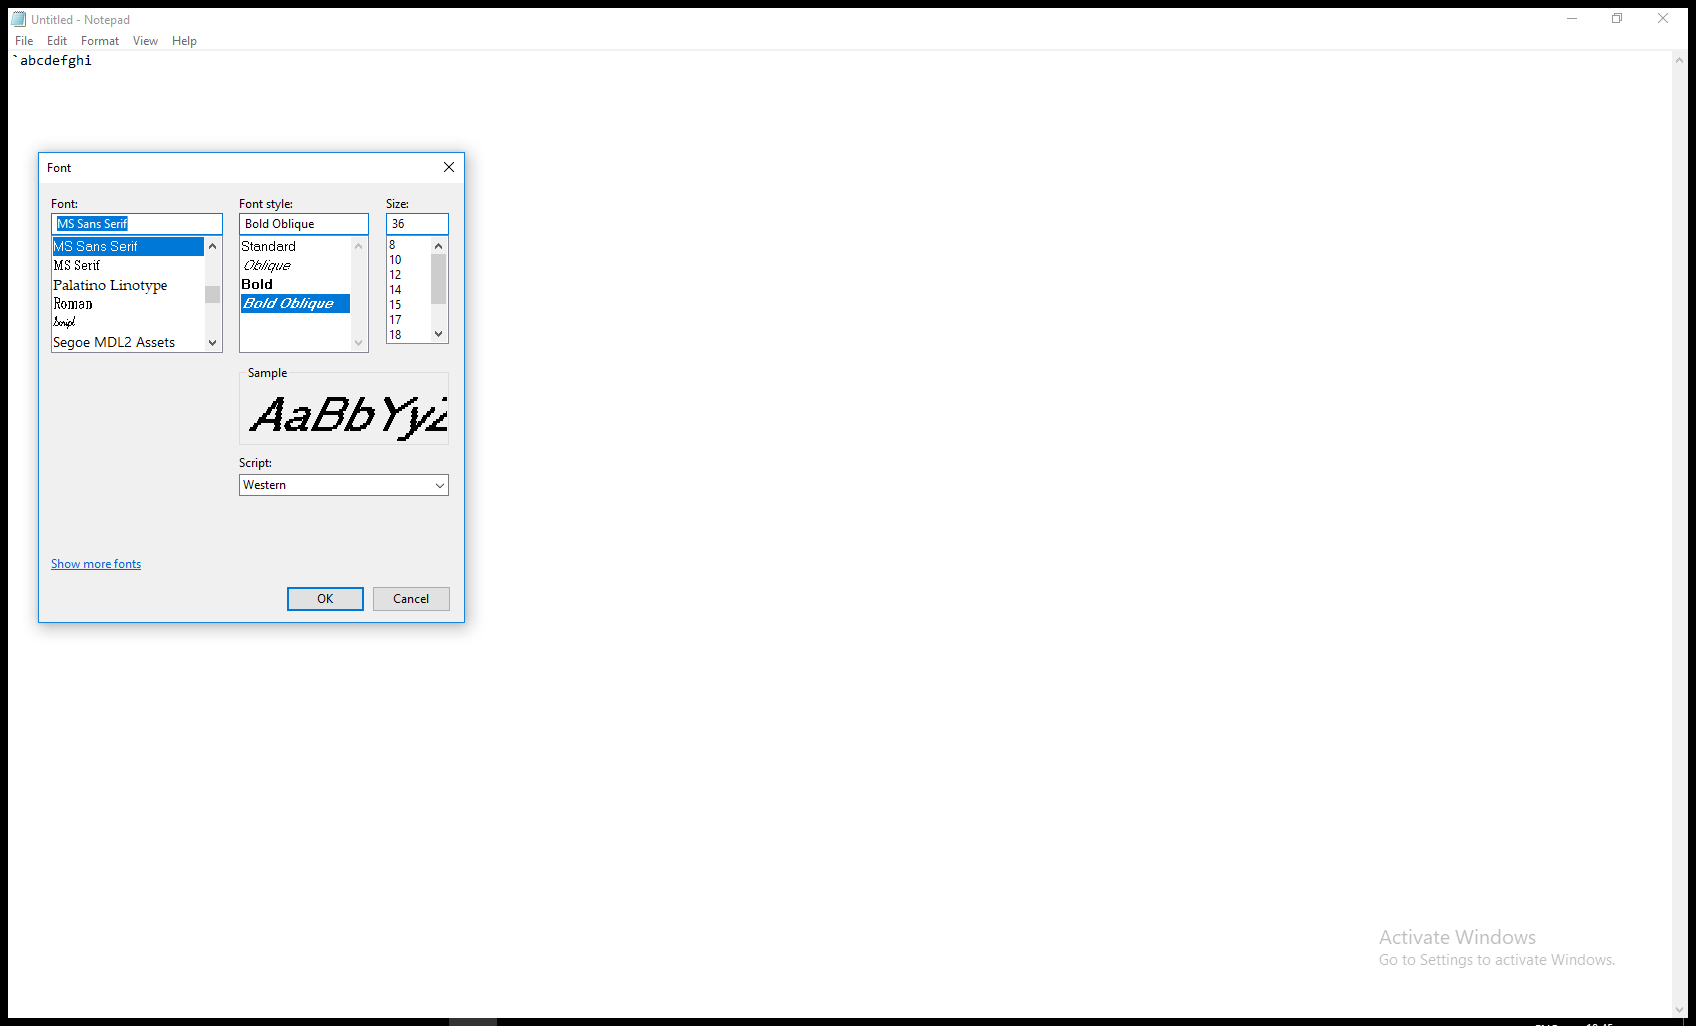 Untitled - Notepad
File Edit Format View Help
`abcdefghi
Font
Font: Font style: Size:
MS Sans Serif Bold Oblique 36
MS Sans Serif Standard 8
MS Serif Oblique 10
Palatino Linotype Bold 12
Roman Bold Oblique 14
Script 15
Segoe MDL2 Assets 17
18
Sample
AaBbYyZ
Script:
Western
Show more fonts
OK Cancel
Activate Windows
Go to Settings to activate Windows.